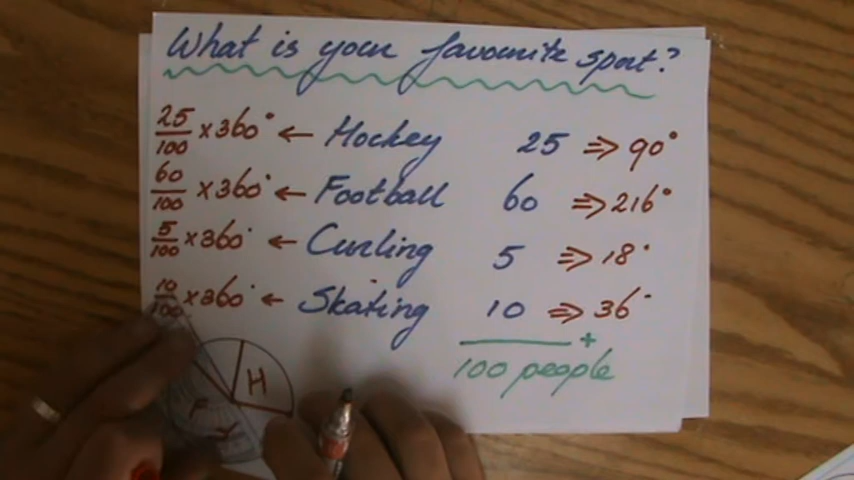 What is your favourite sport?
25/100 x 360° ← Hockey 25 ⇒ 90°
60/100 x 360° ← Football 60 ⇒ 216°
5/100 x 360° ← Curling 5 ⇒ 18°
10/100 x 360° ← Skating 10 ⇒ 36°
+
100 people
H
F